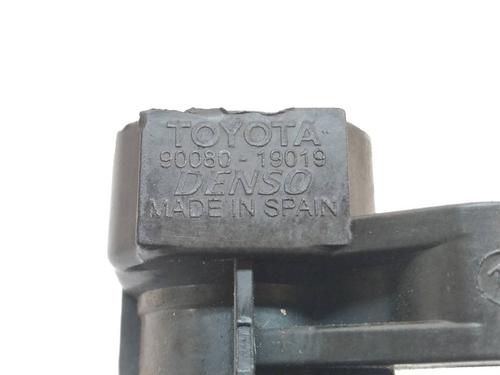 TOYOTA
90080-19019
DENSO
MADE IN SPAIN